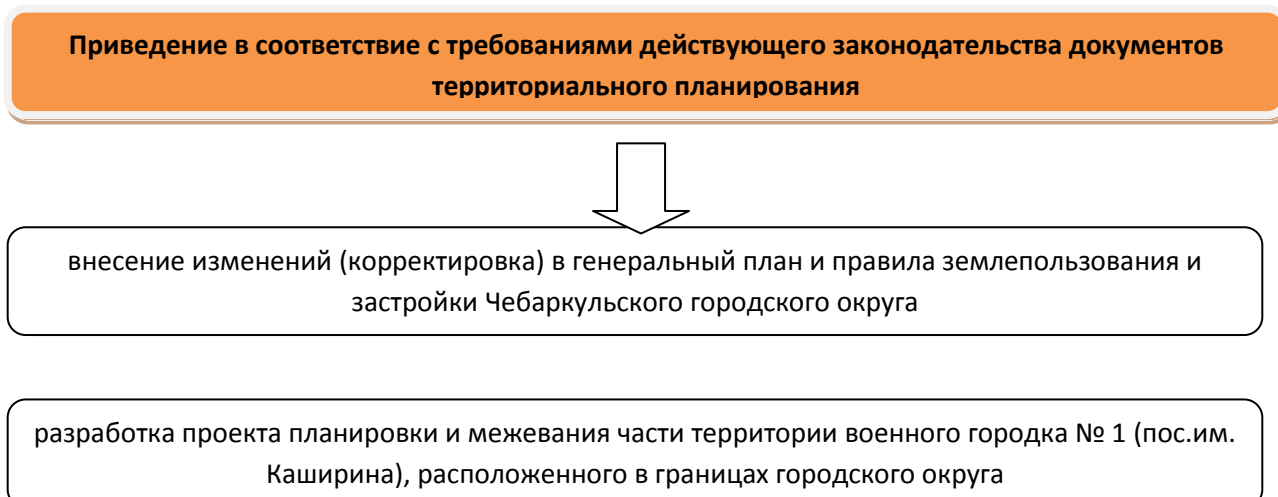 Приведение в соответствие с требованиями действующего законодательства документов
территориального планирования
внесение изменений (корректировка) в генеральный план и правила землепользования и
застройки Чебаркульского городского округа
разработка проекта планировки и межевания части территории военного городка № 1 (пос.им.
Каширина), расположенного в границах городского округа